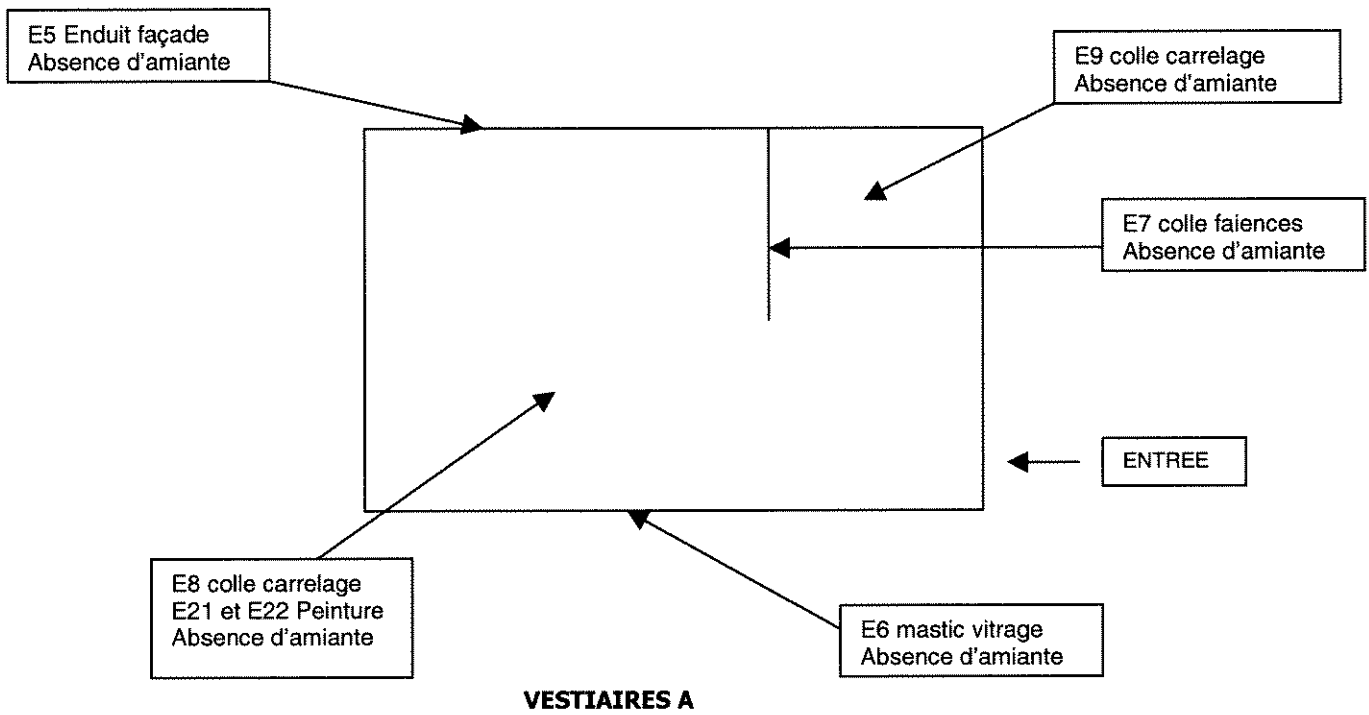 E5 Enduit façade
Absence d'amiante
E9 colle carrelage
Absence d'amiante
E7 colle faiences
Absence d'amiante
ENTREE
E8 colle carrelage
E21 et E22 Peinture
Absence d'amiante
E6 mastic vitrage
Absence d'amiante
VESTIAIRES A